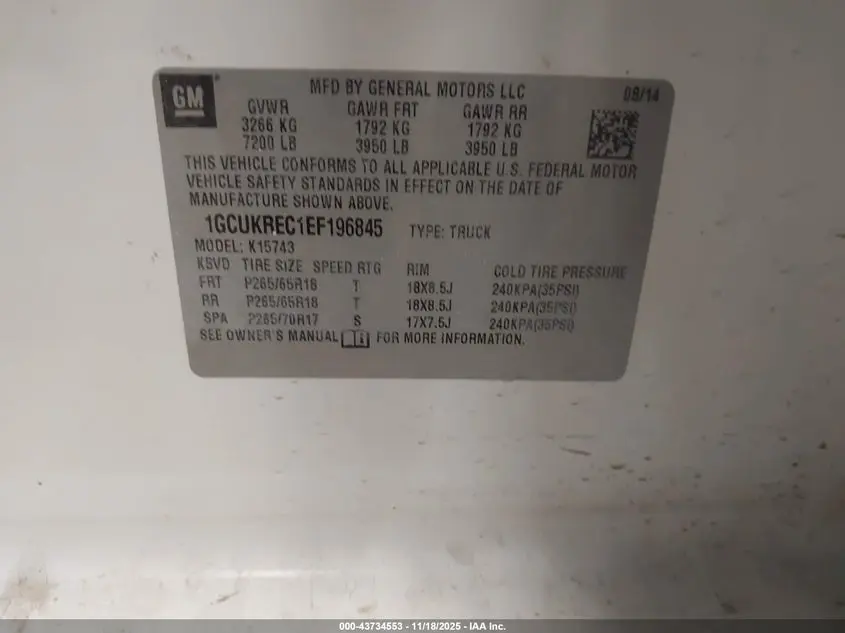 GM
MFD BY GENERAL MOTORS LLC
GVWR GAWR FRT GAWR RR
3266 KG 1792 KG 1792 KG
7200 LB 3950 LB 3950 LB
THIS VEHICLE CONFORMS TO ALL APPLICABLE U.S. FEDERAL MOTOR
VEHICLE SAFETY STANDARDS IN EFFECT ON THE DATE OF
MANUFACTURE SHOWN ABOVE.
1GCUKREC1EF196845 TYPE: TRUCK
MODEL: K15743
KSVD TIRE SIZE SPEED RTG RIM COLD TIRE PRESSURE
FRT P265/65R18 T 18X8.5J 240KPA(35PSI)
RR P265/65R18 T 18X8.5J 240KPA(35PSI)
SPA P265/70R17 S 17X7.5J 240KPA(35PSI)
SEE OWNER'S MANUAL FOR MORE INFORMATION.
000-43734553 - 11/18/2025 - IAA Inc.